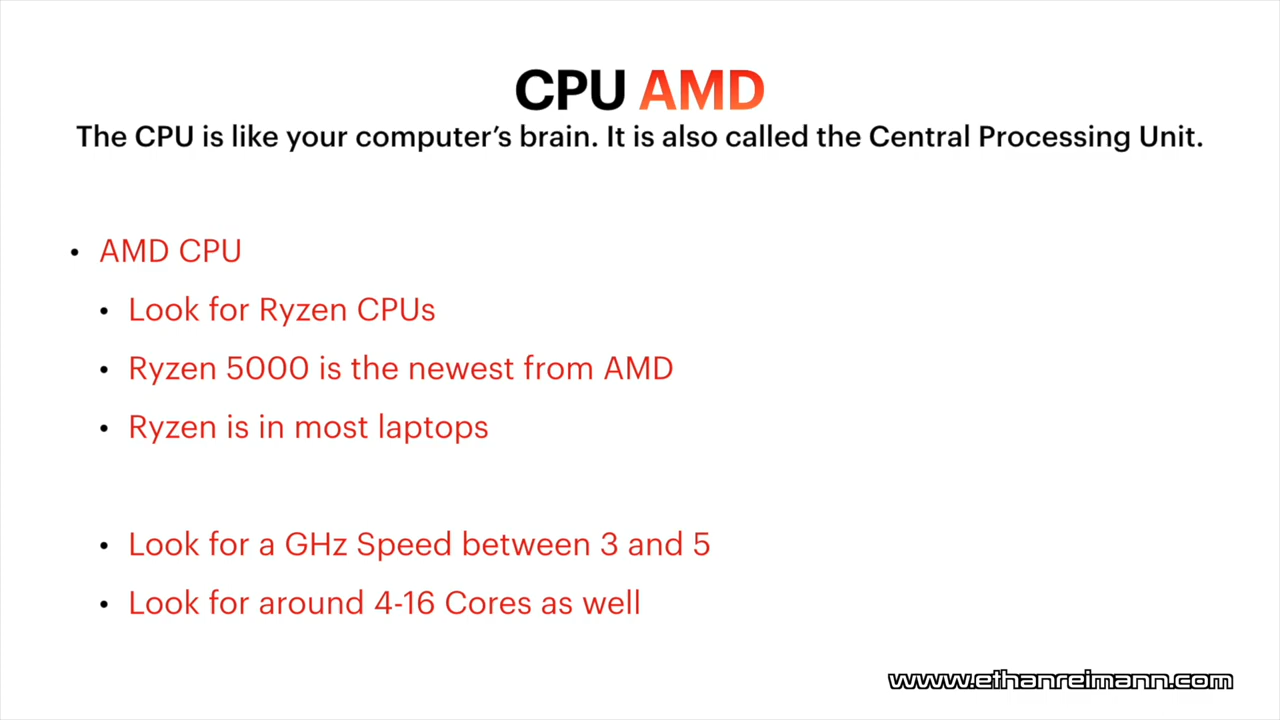 CPU AMD
The CPU is like your computer’s brain. It is also called the Central Processing Unit.
• AMD CPU
• Look for Ryzen CPUs
• Ryzen 5000 is the newest from AMD
• Ryzen is in most laptops
• Look for a GHz Speed between 3 and 5
• Look for around 4-16 Cores as well
www.ethanreimann.com